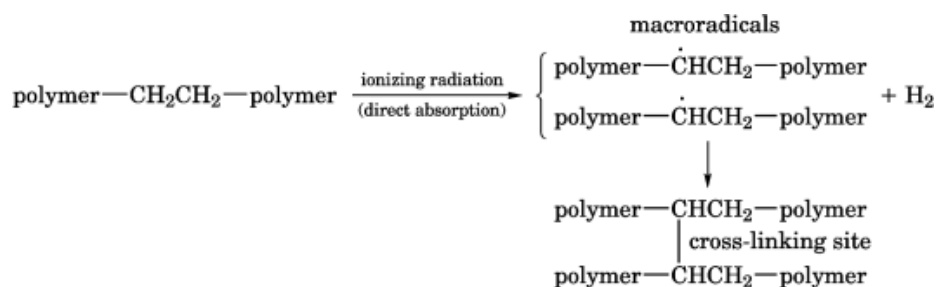 macroradicals
polymer—ĊHCH₂—polymer
polymer—CH₂CH₂—polymer ionizing radiation (direct absorption) + H₂
polymer—ĊHCH₂—polymer
polymer—CHCH₂—polymer
cross-linking site
polymer—CHCH₂—polymer